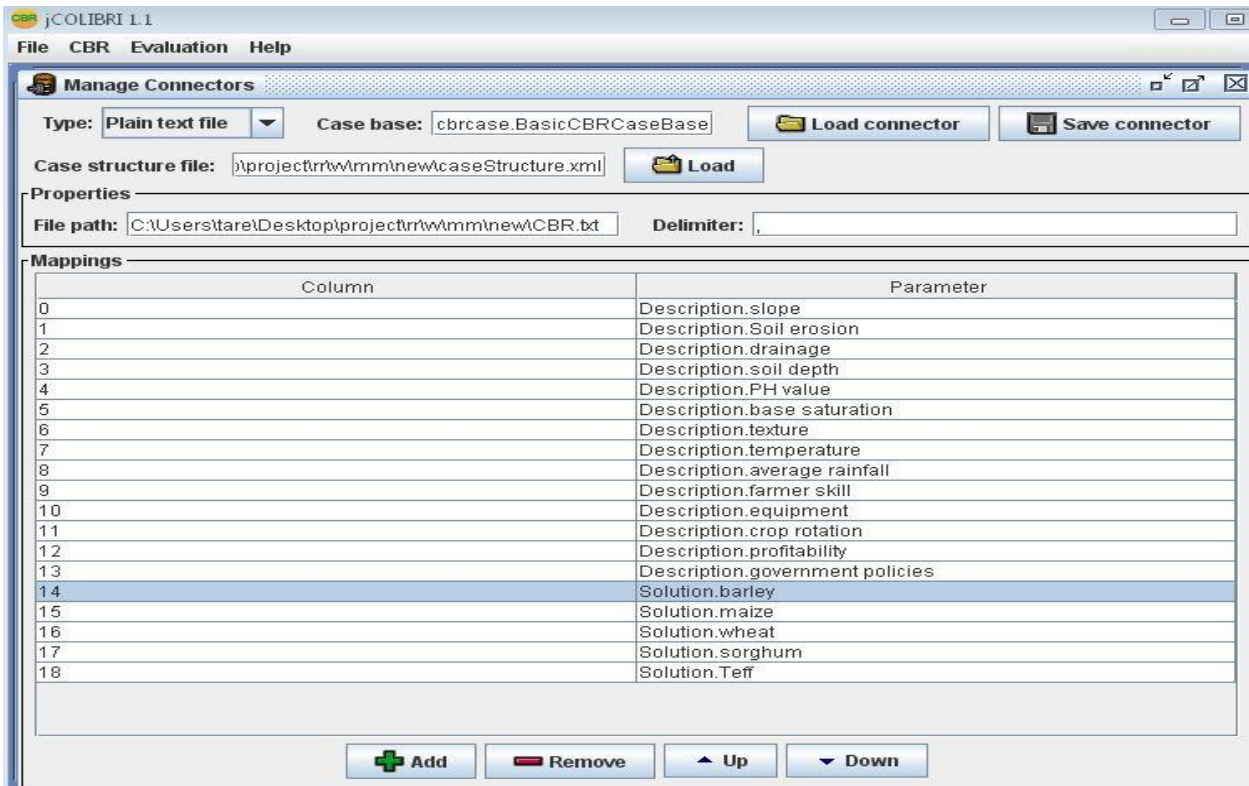 CBR jCOLIBRI 1.1
File CBR Evaluation Help
Manage Connectors
Type: Plain text file Case base: cbrcase.BasicCBRCaseBase Load connector Save connector
Case structure file: )\project\rr\w\mm\new\caseStructure.xml Load
Properties
File path: C:\Users\tare\Desktop\project\rr\w\mm\new\CBR.txt Delimiter: ,
Mappings
Column Parameter
0 Description.slope
1 Description.Soil erosion
2 Description.drainage
3 Description.soil depth
4 Description.PH value
5 Description.base saturation
6 Description.texture
7 Description.temperature
8 Description.average rainfall
9 Description.farmer skill
10 Description.equipment
11 Description.crop rotation
12 Description.profitability
13 Description.government policies
14 Solution.barley
15 Solution.maize
16 Solution.wheat
17 Solution.sorghum
18 Solution.Teff
Add Remove Up Down